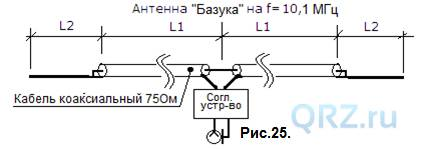 Антенна "Базука" на f=10,1 МГц
L2 L1 L1 L2
Кабель коаксиальный 75Ом
Согл.
устр-во
Рис.25.
QRZ.ru